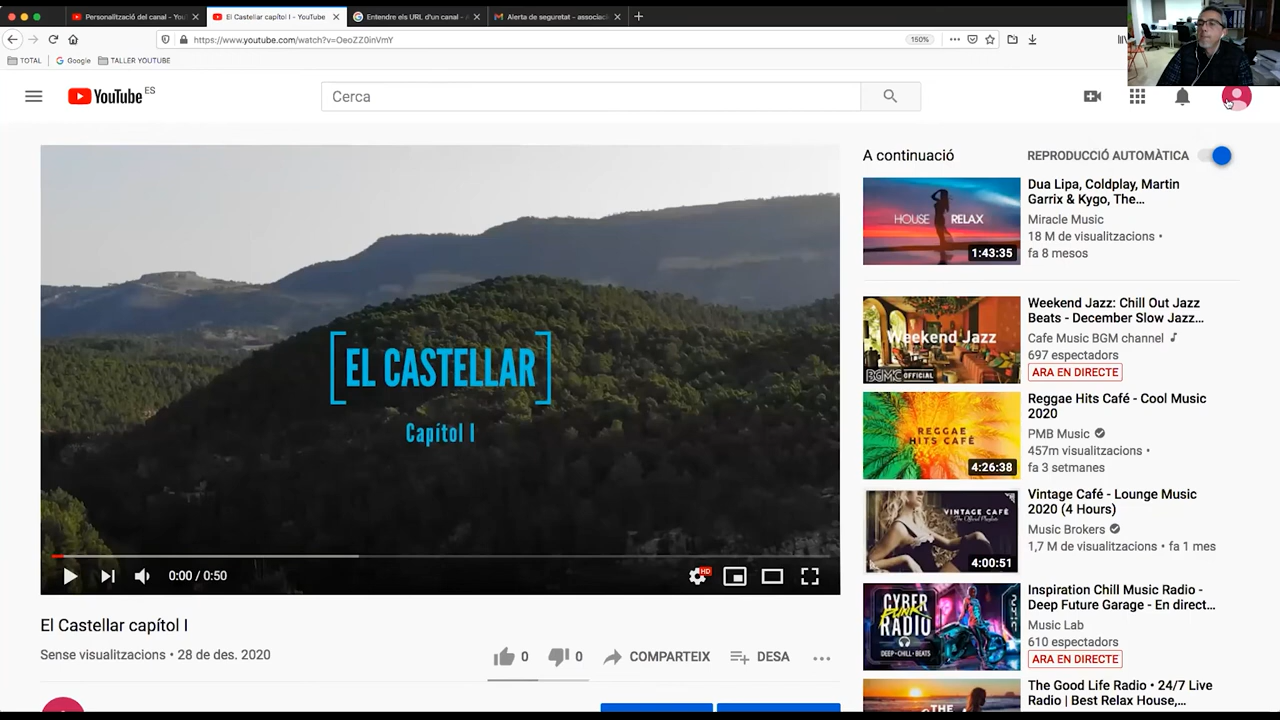 Personalització del canal - You
El Castellar capítol I - YouTube
Entendre els URL d'un canal - A
Alerta de seguretat - associac
https://www.youtube.com/watch?v=OeoZZ0inVmY
150%
TOTAL
Google
TALLER YOUTUBE
YouTube ES
Cerca
EL CASTELLAR
Capítol I
0:00 / 0:50
HD
El Castellar capítol I
Sense visualitzacions
des. 2020
0
0
COMPARTEIX
DESA
A continuació
REPRODUCCIÓ AUTOMÀTICA
HOUSE RELAX
1:43:35
Dua Lipa, Coldplay, Martin
Garrix & Kygo, The…
Miracle Music
18 M de visualitzacions •
fa 8 mesos
Weekend Jazz
BGMC OFFICIAL
Weekend Jazz: Chill Out Jazz
Beats - December Slow Jazz…
Cafe Music BGM channel
697 espectadors
ARA EN DIRECTE
REGGAE
HITS CAFÈ
4:26:38
Reggae Hits Café - Cool Music
2020
PMB Music
457m visualitzacions •
fa 3 setmanes
VINTAGE CAFÈ
4:00:51
Vintage Café - Lounge Music
2020 (4 Hours)
Music Brokers
1,7 M de visualitzacions • fa 1 mes
CYBER
PUNK
RADIO
DEEP • CHILL • BEATS
Inspiration Chill Music Radio -
Deep Future Garage - En direct…
Music Lab
610 espectadors
ARA EN DIRECTE
THE
The Good Life Radio • 24/7 Live
Radio | Best Relax House,…